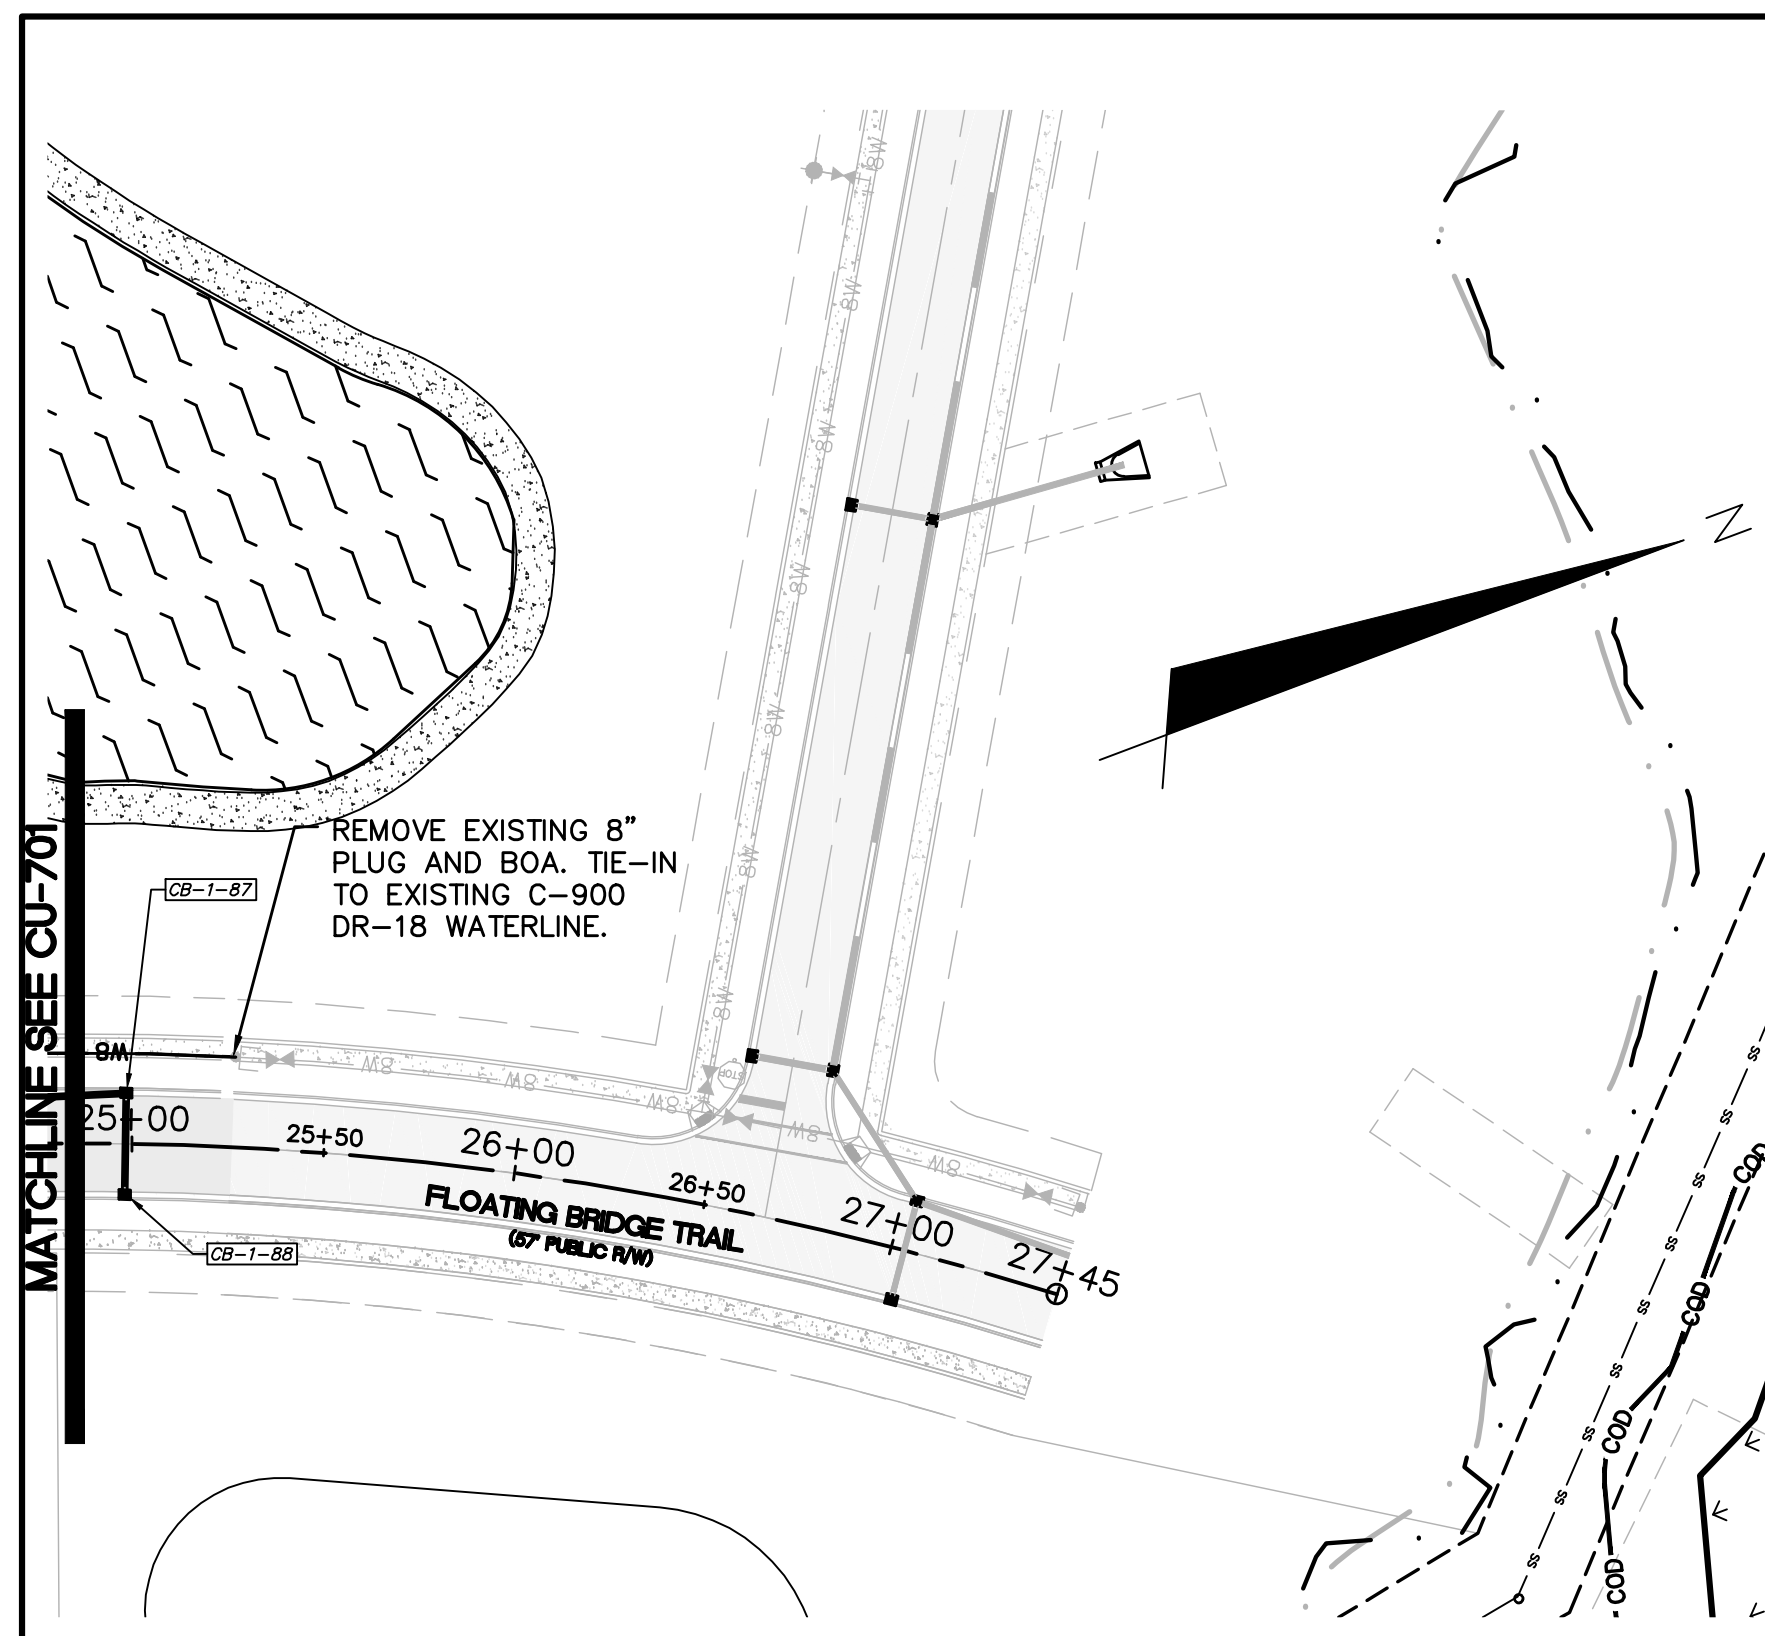 8W
8W
8W
8W
8W
8W
8W
8W
N
REMOVE EXISTING 8”
PLUG AND BOA. TIE–IN
TO EXISTING C–900
DR–18 WATERLINE.
MATCHLINE SEE CU-701
CB-1-87
8W
8W
8W
8W
STOP
8W
8W
25+00
25+50
26+00
26+50
27+00
27+45
FLOATING BRIDGE TRAIL
(57' PUBLIC R/W)
CB-1-88
SS
SS
SS
SS
SS
SS
SS
SS
SS
COD
COD
COD
COD